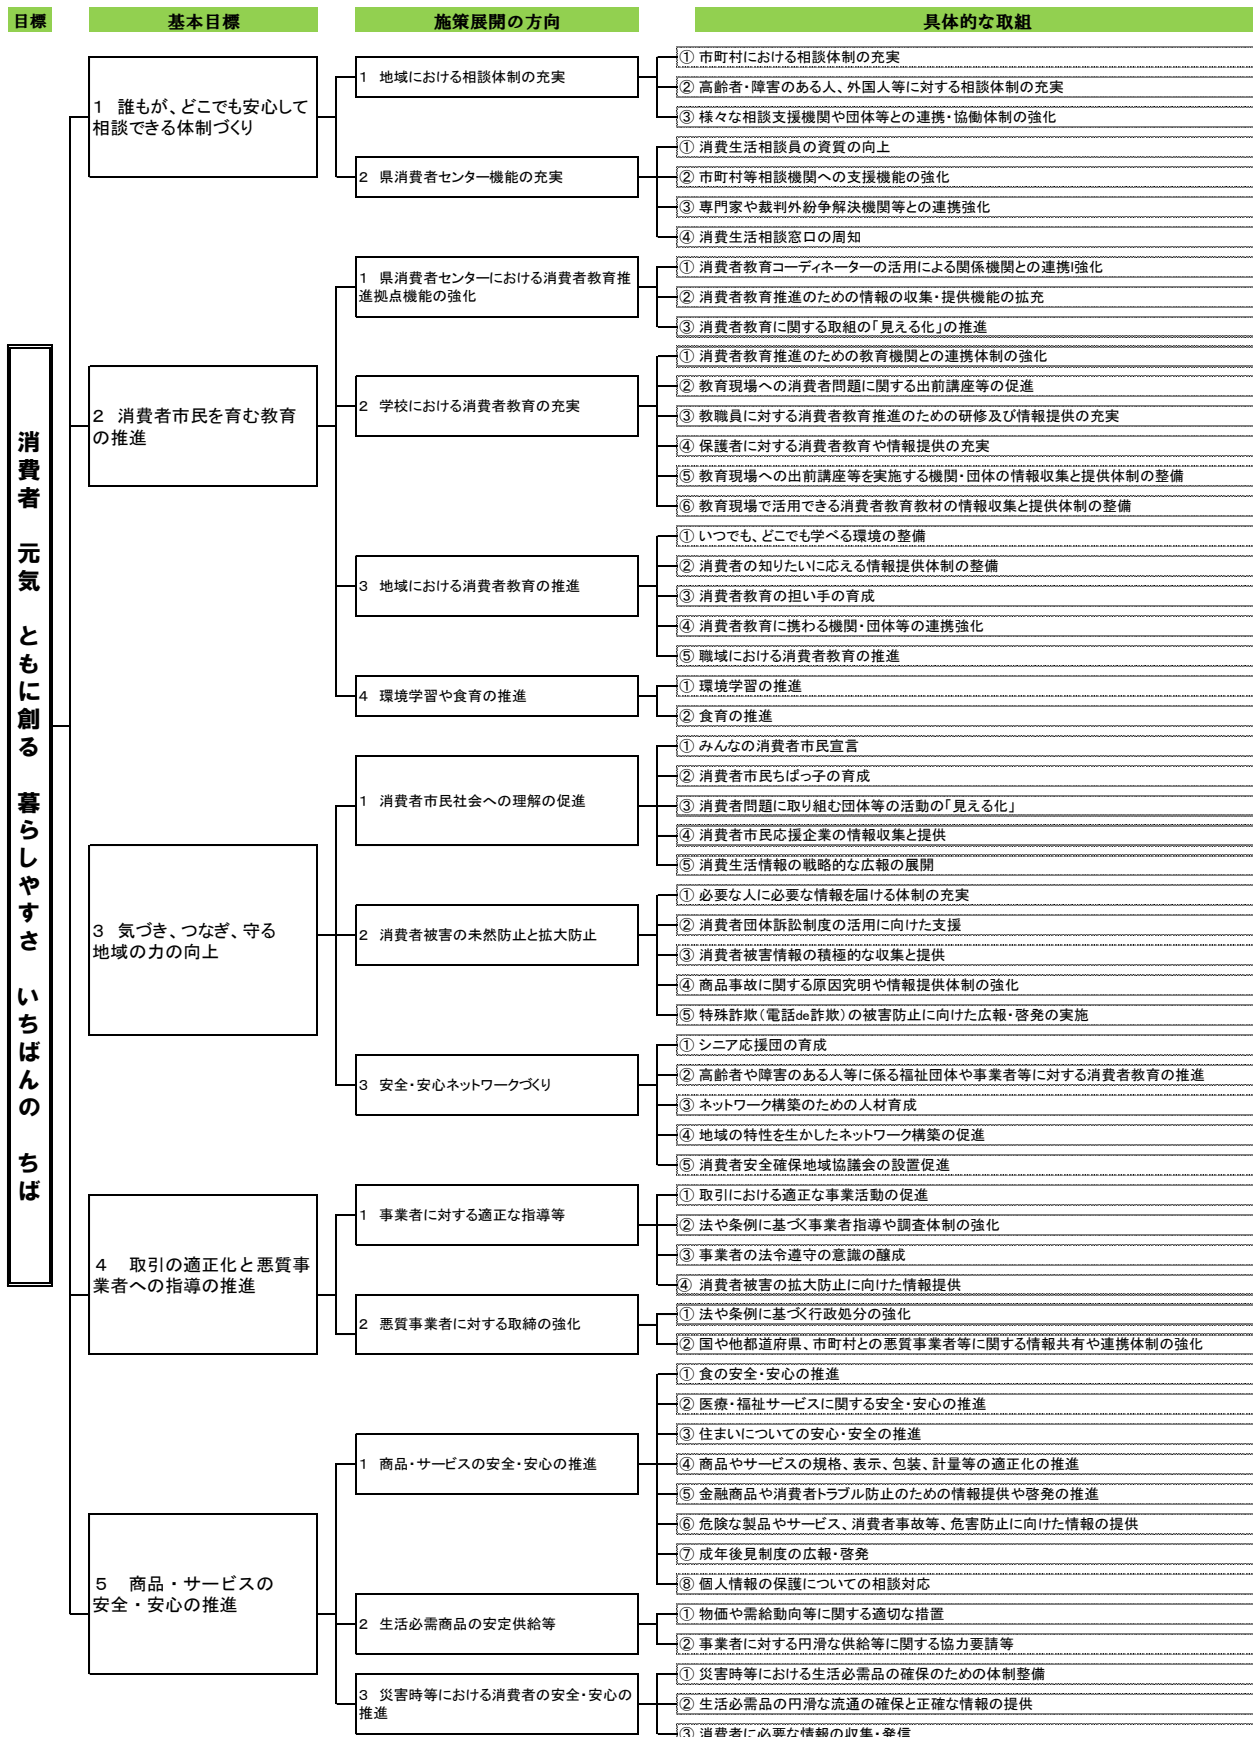 目標
基本目標
施策展開の方向
具体的な取組
消費者　元気　ともに創る　暮らしやすさ　いちばんの　ちば
1　誰もが、どこでも安心して
相談できる体制づくり
1　地域における相談体制の充実
① 市町村における相談体制の充実
② 高齢者・障害のある人、外国人等に対する相談体制の充実
③ 様々な相談支援機関や団体等との連携・協働体制の強化
2　県消費者センター機能の充実
① 消費生活相談員の資質の向上
② 市町村等相談機関への支援機能の強化
③ 専門家や裁判外紛争解決機関等との連携強化
④ 消費生活相談窓口の周知
2　消費者市民を育む教育
の推進
1　県消費者センターにおける消費者教育推
進拠点機能の強化
① 消費者教育コーディネーターの活用による関係機関との連携強化
② 消費者教育推進のための情報の収集・提供機能の拡充
③ 消費者教育に関する取組の「見える化」の推進
2　学校における消費者教育の充実
① 消費者教育推進のための教育機関との連携体制の強化
② 教育現場への消費者問題に関する出前講座等の促進
③ 教職員に対する消費者教育推進のための研修及び情報提供の充実
④ 保護者に対する消費者教育や情報提供の充実
⑤ 教育現場への出前講座等を実施する機関・団体の情報収集と提供体制の整備
⑥ 教育現場で活用できる消費者教育教材の情報収集と提供体制の整備
3　地域における消費者教育の推進
① いつでも、どこでも学べる環境の整備
② 消費者の知りたいに応える情報提供体制の整備
③ 消費者教育の担い手の育成
④ 消費者教育に携わる機関・団体等の連携強化
⑤ 職域における消費者教育の推進
4　環境学習や食育の推進
① 環境学習の推進
② 食育の推進
3　気づき、つなぎ、守る
地域の力の向上
1　消費者市民社会への理解の促進
① みんなの消費者市民宣言
② 消費者市民ちばっ子の育成
③ 消費者問題に取り組む団体等の活動の「見える化」
④ 消費者市民応援企業の情報収集と提供
⑤ 消費生活情報の戦略的な広報の展開
2　消費者被害の未然防止と拡大防止
① 必要な人に必要な情報を届ける体制の充実
② 消費者団体訴訟制度の活用に向けた支援
③ 消費者被害情報の積極的な収集と提供
④ 商品事故に関する原因究明や情報提供体制の強化
⑤ 特殊詐欺（電話de詐欺）の被害防止に向けた広報・啓発の実施
3　安全・安心ネットワークづくり
① シニア応援団の育成
② 高齢者や障害のある人等に係る福祉団体や事業者等に対する消費者教育の推進
③ ネットワーク構築のための人材育成
④ 地域の特性を生かしたネットワーク構築の促進
⑤ 消費者安全確保地域協議会の設置促進
4　取引の適正化と悪質事
業者への指導の推進
1　事業者に対する適正な指導等
① 取引における適正な事業活動の促進
② 法や条例に基づく事業者指導や調査体制の強化
③ 事業者の法令遵守の意識の醸成
④ 消費者被害の拡大防止に向けた情報提供
2　悪質事業者に対する取締の強化
① 法や条例に基づく行政処分の強化
② 国や他都道府県、市町村との悪質事業者等に関する情報共有や連携体制の強化
5　商品・サービスの
安全・安心の推進
1　商品・サービスの安全・安心の推進
① 食の安全・安心の推進
② 医療・福祉サービスに関する安全・安心の推進
③ 住まいについての安心・安全の推進
④ 商品やサービスの規格、表示、包装、計量等の適正化の推進
⑤ 金融商品や消費者トラブル防止のための情報提供や啓発の推進
⑥ 危険な製品やサービス、消費者事故等、危害防止に向けた情報の提供
⑦ 成年後見制度の広報・啓発
⑧ 個人情報の保護についての相談対応
2　生活必需商品の安定供給等
① 物価や需給動向等に関する適切な措置
② 事業者に対する円滑な供給等に関する協力要請等
3　災害時等における消費者の安全・安心の
推進
① 災害時等における生活必需品の確保のための体制整備
② 生活必需品の円滑な流通の確保と正確な情報の提供
③ 消費者に必要な情報の収集・発信